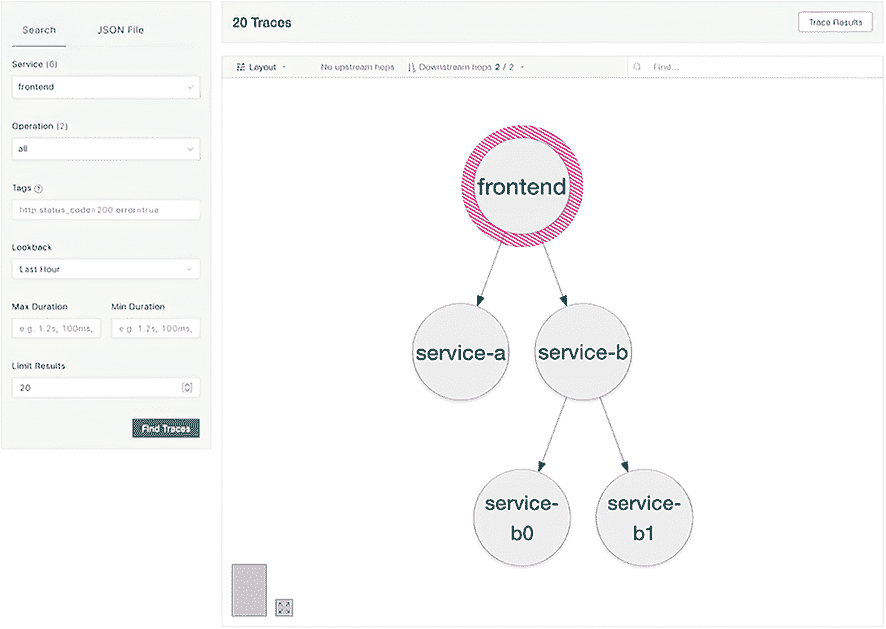 Search JSON File
Service (6)
frontend
Operation (2)
all
Tags ?
http.status_code=200 error=true
Lookback
Last Hour
Max Duration Min Duration
e.g. 1.2s, 100ms, e.g. 1.2s, 100ms,
Limit Results
20
Find Traces
20 Traces Trace Results
Layout No upstream hops Downstream hops 2 / 2 Find...
frontend
service-a service-b
service-
b0
service-
b1